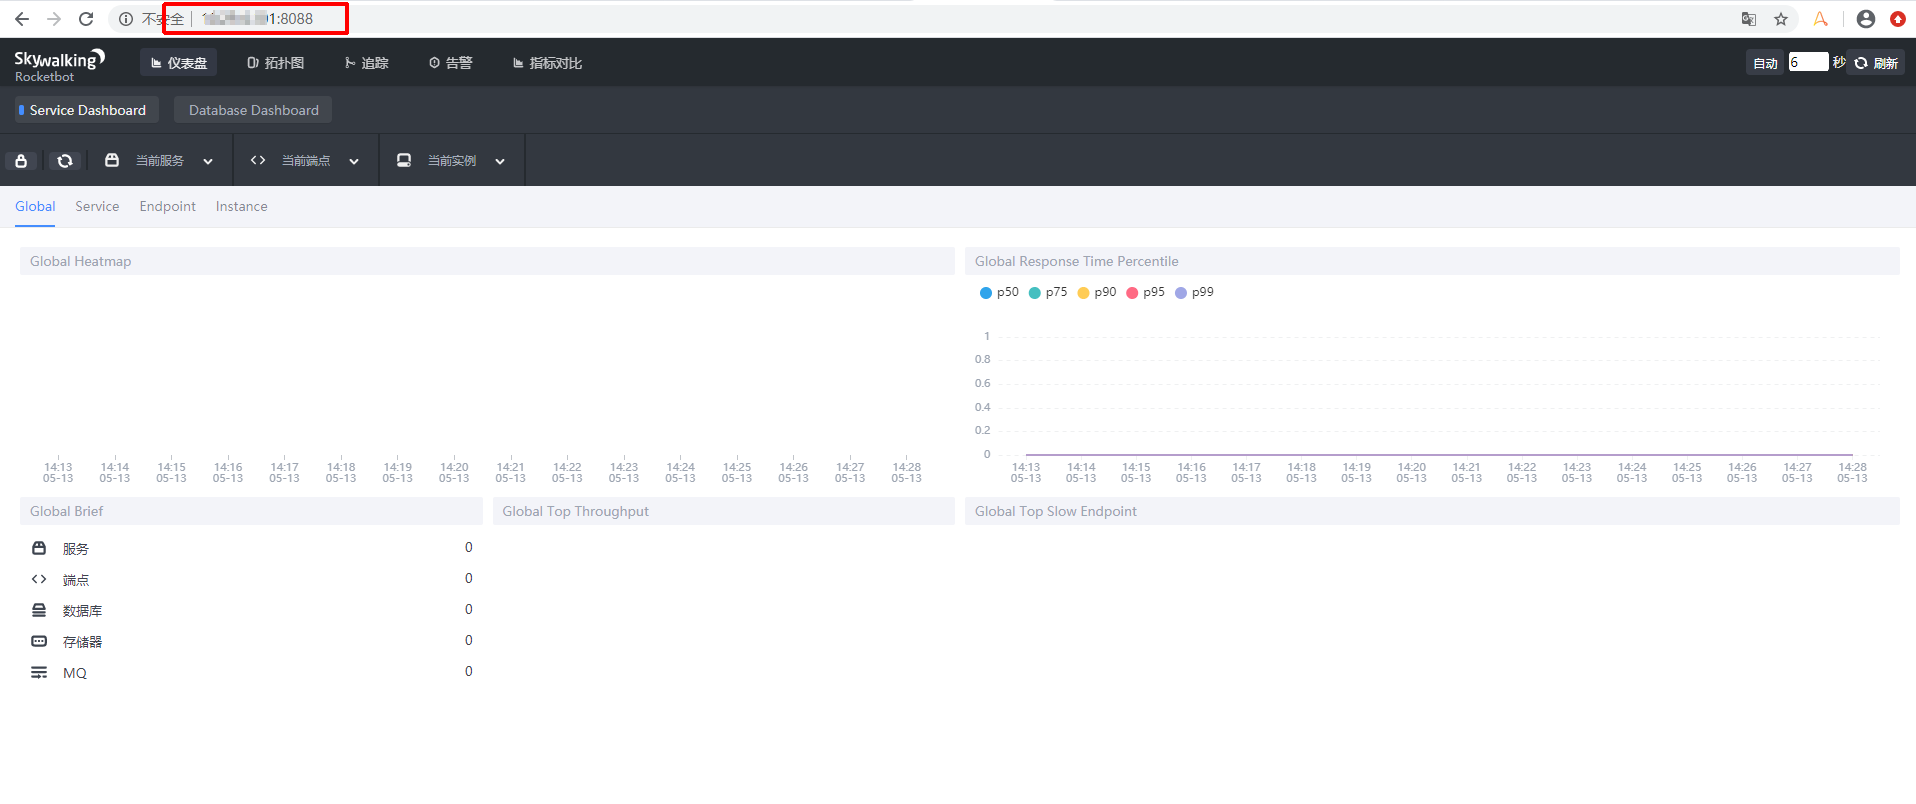 不安全 | :8088
Skywalking
Rocketbot
仪表盘 拓扑图 追踪 告警 指标对比 自动 6 秒 刷新
Service Dashboard Database Dashboard
当前服务 当前端点 当前实例
Global Service Endpoint Instance
Global Heatmap
14:13 14:14 14:15 14:16 14:17 14:18 14:19 14:20 14:21 14:22 14:23 14:24 14:25 14:26 14:27 14:28
05-13 05-13 05-13 05-13 05-13 05-13 05-13 05-13 05-13 05-13 05-13 05-13 05-13 05-13 05-13 05-13
Global Response Time Percentile
p50 p75 p90 p95 p99
1
0.8
0.6
0.4
0.2
0
14:13 14:14 14:15 14:16 14:17 14:18 14:19 14:20 14:21 14:22 14:23 14:24 14:25 14:26 14:27 14:28
05-13 05-13 05-13 05-13 05-13 05-13 05-13 05-13 05-13 05-13 05-13 05-13 05-13 05-13 05-13 05-13
Global Brief
服务 0
端点 0
数据库 0
存储器 0
MQ 0
Global Top Throughput
Global Top Slow Endpoint